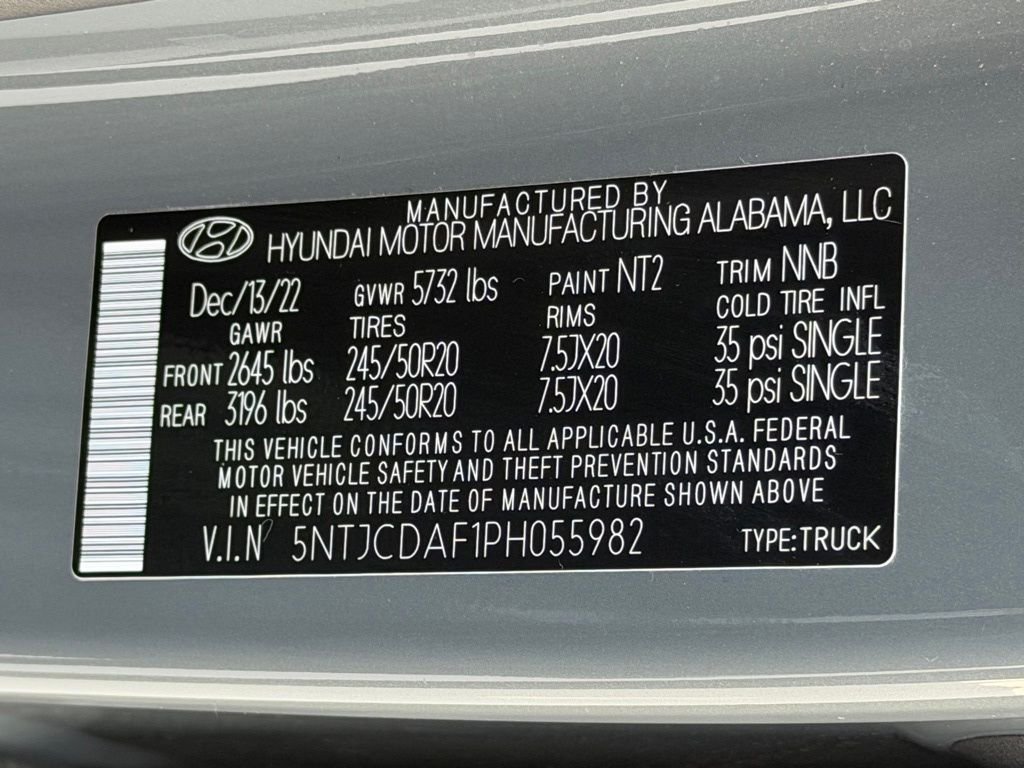 MANUFACTURED BY
HYUNDAI MOTOR MANUFACTURING ALABAMA, LLC
Dec/13/22 GVWR 5732 lbs PAINT NT2 TRIM NNB
GAWR TIRES RIMS COLD TIRE INFL
FRONT 2645 lbs 245/50R20 7.5JX20 35 psi SINGLE
REAR 3196 lbs 245/50R20 7.5JX20 35 psi SINGLE
THIS VEHICLE CONFORMS TO ALL APPLICABLE U.S.A. FEDERAL
MOTOR VEHICLE SAFETY AND THEFT PREVENTION STANDARDS
IN EFFECT ON THE DATE OF MANUFACTURE SHOWN ABOVE
V.I.N 5NTJCDAF1PH055982 TYPE:TRUCK